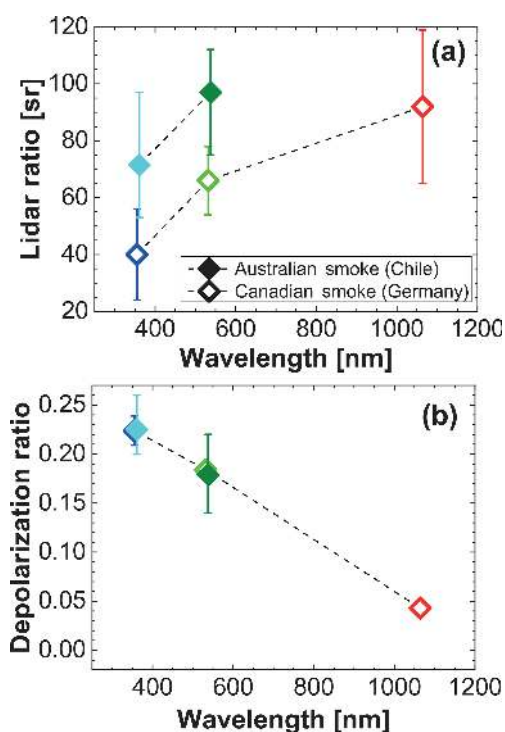 120
(a)
100
80
60
40
20
Lidar ratio [sr]
Australian smoke (Chile)
Canadian smoke (Germany)
400 600 800 1000 1200
Wavelength [nm]
(b)
0.25
0.20
0.15
0.10
0.05
0.00
Depolarization ratio
400 600 800 1000 1200
Wavelength [nm]